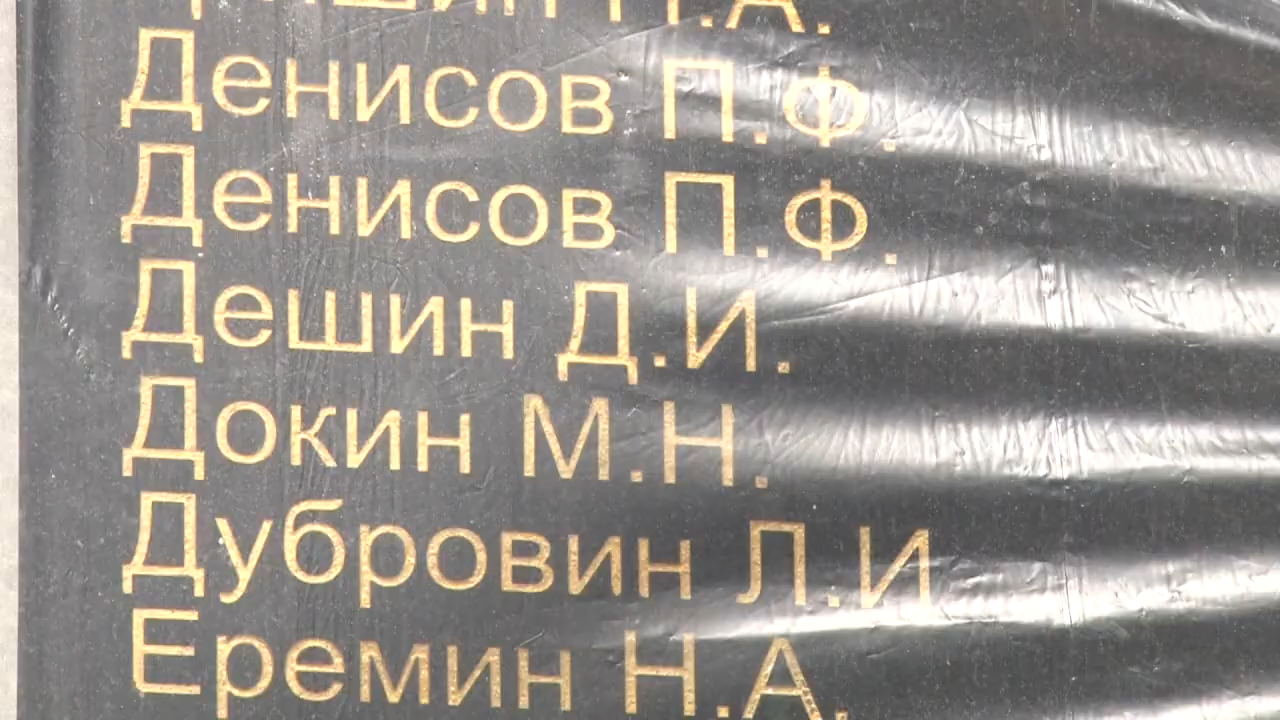 Н.А.
Денисов П.Ф.
Денисов П.Ф.
Дешин Д.И.
Докин М.Н.
Дубровин Л.И
Еремин Н.А.